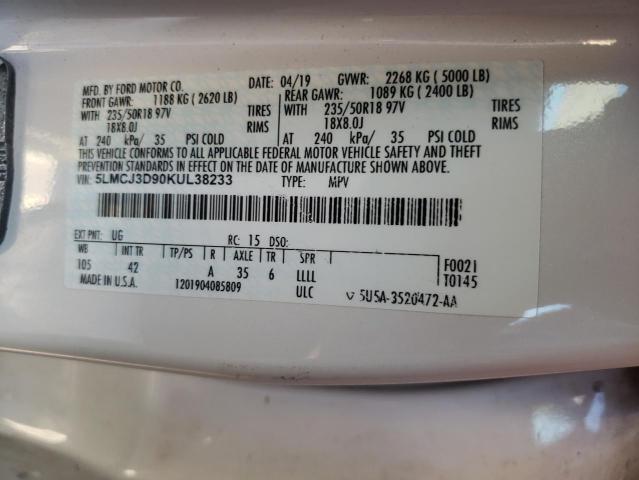 MFD. BY FORD MOTOR CO. DATE: 04/19 GVWR: 2268 KG ( 5000 LB)
FRONT GAWR: 1188 KG ( 2620 LB) REAR GAWR: 1089 KG ( 2400 LB)
WITH 235/50R18 97V TIRES WITH 235/50R18 97V TIRES
18X8.0J RIMS 18X8.0J RIMS
AT 240 kPa/ 35 PSI COLD AT 240 kPa/ 35 PSI COLD
THIS VEHICLE CONFORMS TO ALL APPLICABLE FEDERAL MOTOR VEHICLE SAFETY AND THEFT
PREVENTION STANDARDS IN EFFECT ON THE DATE OF MANUFACTURE SHOWN ABOVE.
VIN: 5LMCJ3D90KUL38233 TYPE: MPV
EXT PNT: UG RC: 15 DSO:
WB INT TR TP/PS R AXLE TR SPR F0021
105 42 A 35 6 LLLL T0145
MADE IN U.S.A. 1201904085809 ULC 5U5A-3520472-AA